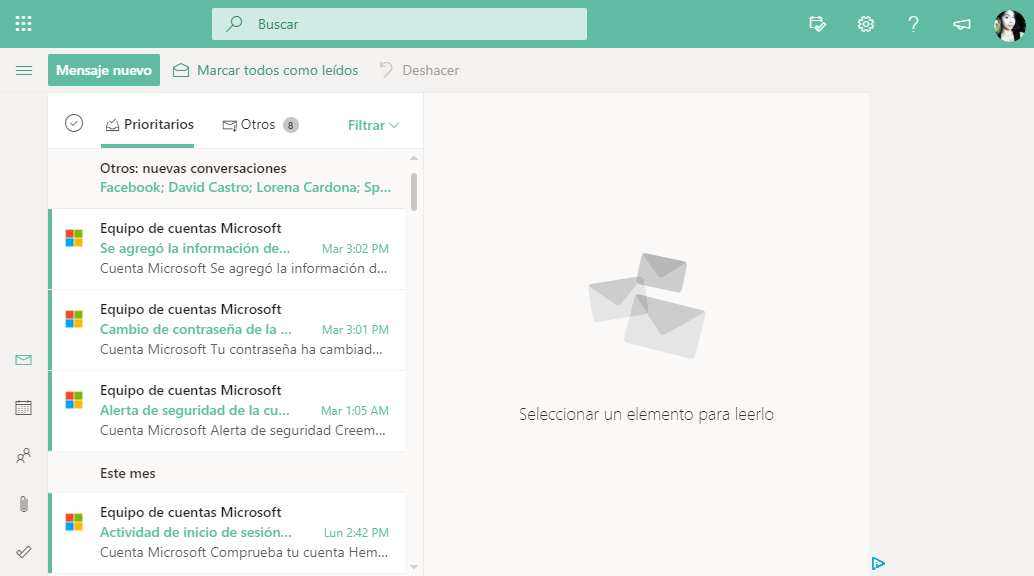 Buscar
?
Mensaje nuevo Marcar todos como leídos Deshacer
Prioritarios Otros 8 Filtrar
Otros: nuevas conversaciones
Facebook; David Castro; Lorena Cardona; Sp...
Equipo de cuentas Microsoft
Se agregó la información de... Mar 3:02 PM
Cuenta Microsoft Se agregó la información d...
Equipo de cuentas Microsoft
Cambio de contraseña de la ... Mar 3:01 PM
Cuenta Microsoft Tu contraseña ha cambiad...
Equipo de cuentas Microsoft
Alerta de seguridad de la cu... Mar 1:05 AM
Cuenta Microsoft Alerta de seguridad Creem...
Este mes
Equipo de cuentas Microsoft
Actividad de inicio de sesión... Lun 2:42 PM
Cuenta Microsoft Comprueba tu cuenta Hem...
Seleccionar un elemento para leerlo